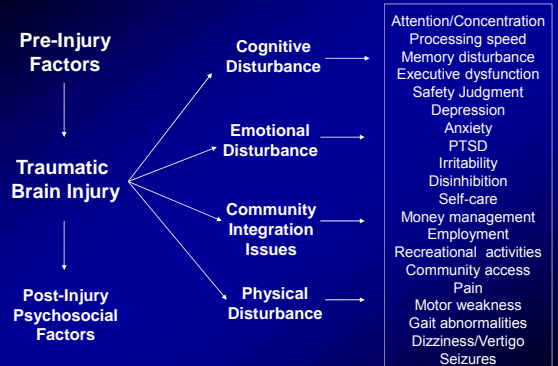 Pre-Injury
Factors
Traumatic
Brain Injury
Post-Injury
Psychosocial
Factors
Cognitive
Disturbance
Emotional
Disturbance
Community
Integration
Issues
Physical
Disturbance
Attention/Concentration
Processing speed
Memory disturbance
Executive dysfunction
Safety Judgment
Depression
Anxiety
PTSD
Irritability
Disinhibition
Self-care
Money management
Employment
Recreational activities
Community access
Pain
Motor weakness
Gait abnormalities
Dizziness/Vertigo
Seizures